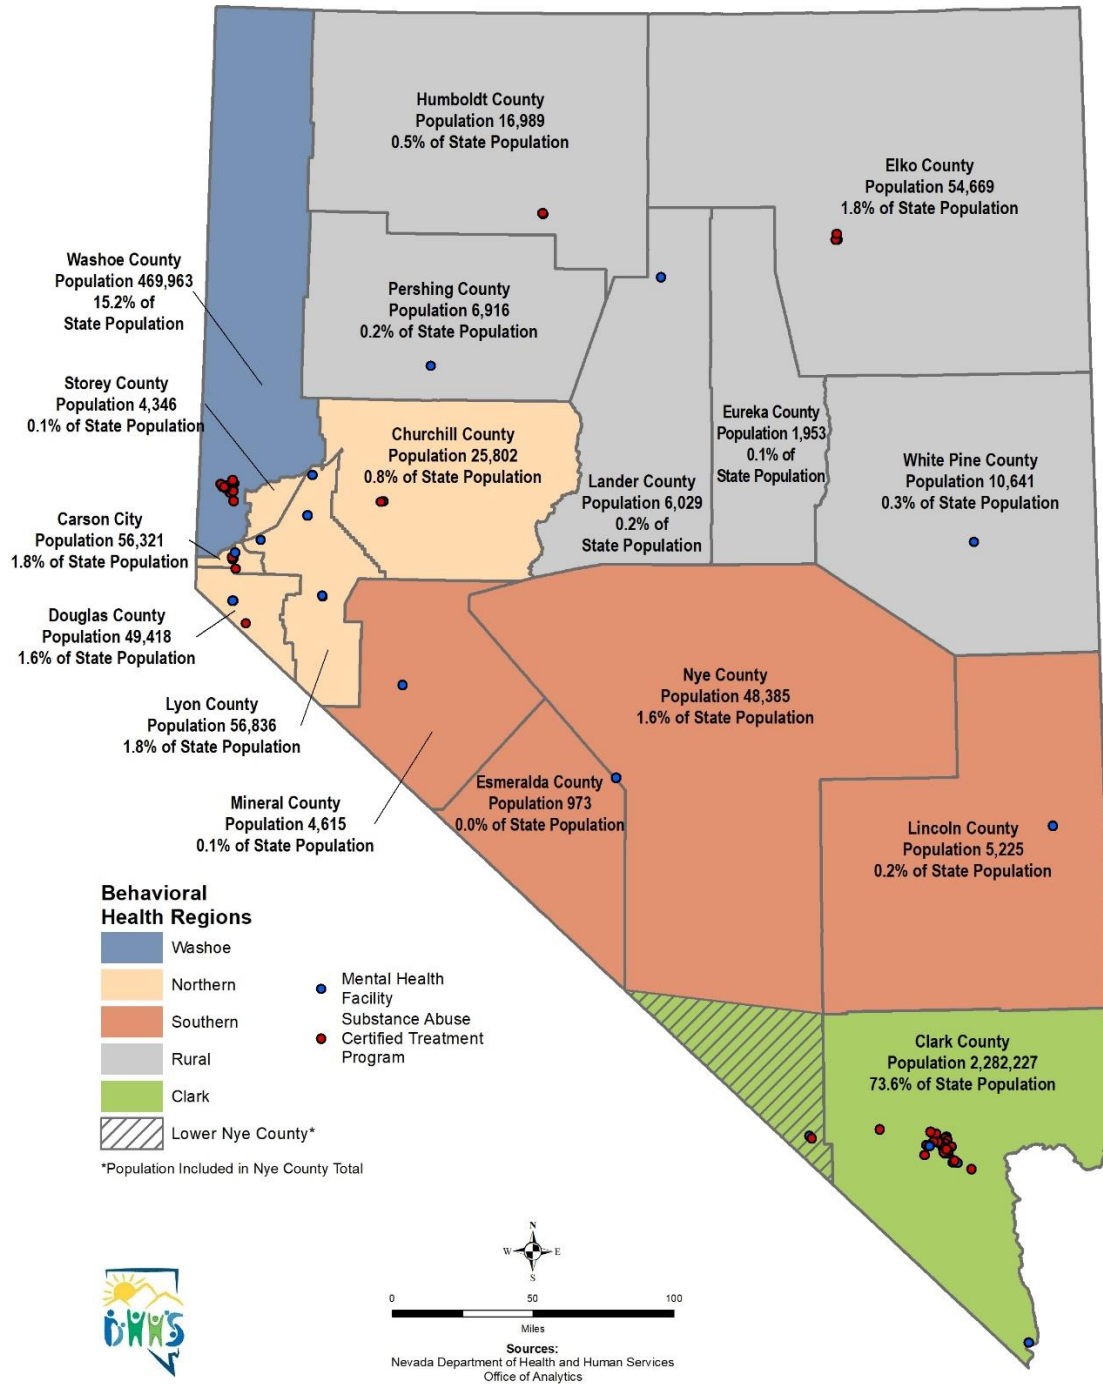 Humboldt County
Population 16,989
0.5% of State Population
Elko County
Population 54,669
1.8% of State Population
Washoe County
Population 469,963
15.2% of
State Population
Pershing County
Population 6,916
0.2% of State Population
Storey County
Population 4,346
0.1% of State Population
Churchill County
Population 25,802
0.8% of State Population
Eureka County
Population 1,953
0.1% of
State Population
Lander County
Population 6,029
0.2% of
State Population
White Pine County
Population 10,641
0.3% of State Population
Carson City
Population 56,321
1.8% of State Population
Douglas County
Population 49,418
1.6% of State Population
Lyon County
Population 56,836
1.8% of State Population
Nye County
Population 48,385
1.6% of State Population
Mineral County
Population 4,615
0.1% of State Population
Esmeralda County
Population 973
0.0% of State Population
Lincoln County
Population 5,225
0.2% of State Population
Clark County
Population 2,282,227
73.6% of State Population
Behavioral
Health Regions
Washoe
Northern
Southern
Rural
Clark
Lower Nye County*
*Population Included in Nye County Total
Mental Health
Facility
Substance Abuse
Certified Treatment
Program
N
W E
S
0 50 100
Miles
Sources:
Nevada Department of Health and Human Services
Office of Analytics
DHHS